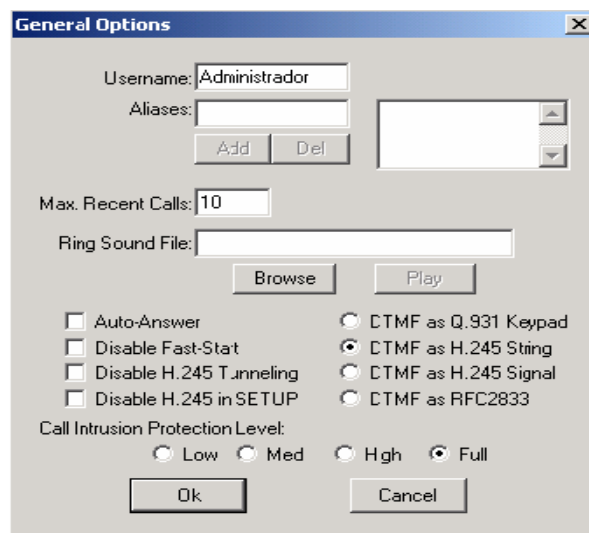 General Options
Username: Administrador
Aliases:
Add Del
Max. Recent Calls: 10
Ring Sound File:
Browse Play
Auto-Answer DTMF as Q.931 Keypad
Disable Fast-Start DTMF as H.245 String
Disable H.245 Tunneling DTMF as H.245 Signal
Disable H.245 in SETUP DTMF as RFC2833
Call Intrusion Protection Level:
Low Med High Full
Ok Cancel